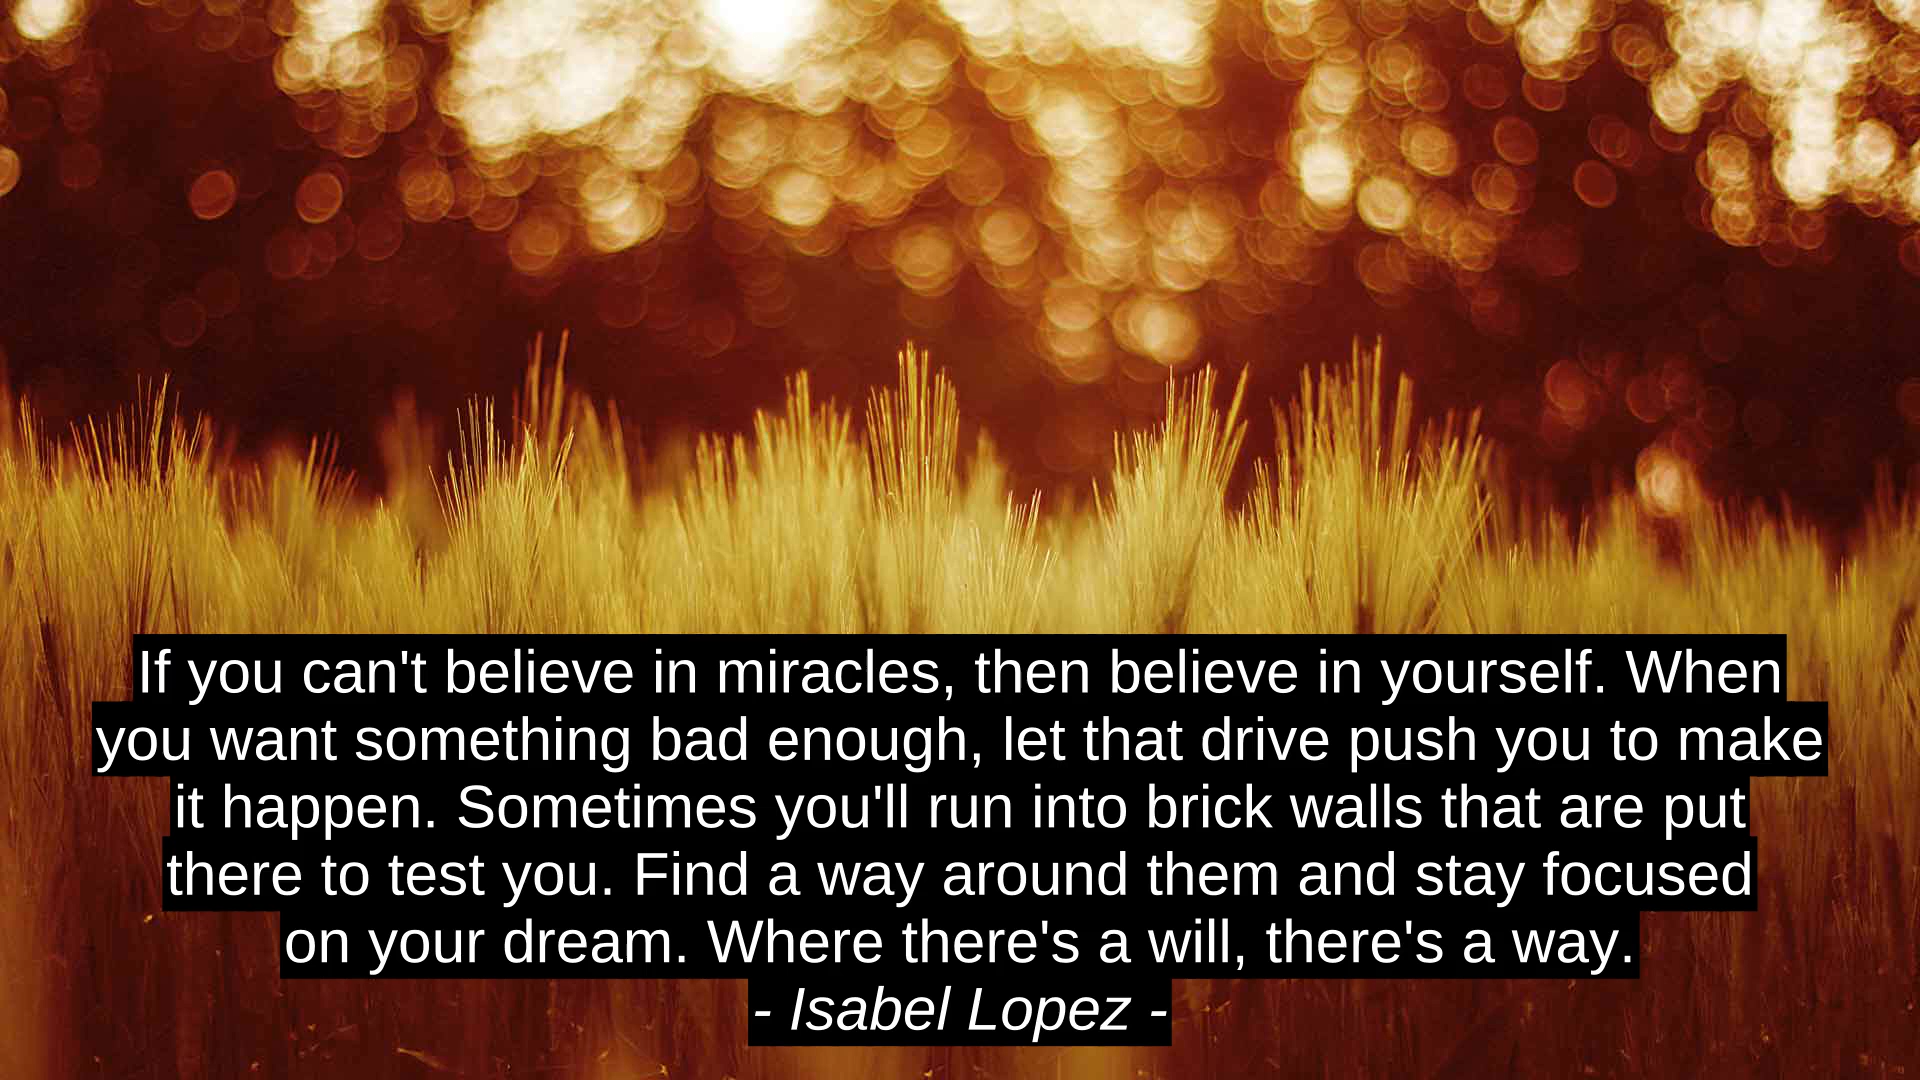 If you can't believe in miracles, then believe in yourself. When
you want something bad enough, let that drive push you to make
it happen. Sometimes you'll run into brick walls that are put
there to test you. Find a way around them and stay focused
on your dream. Where there's a will, there's a way.
- Isabel Lopez -